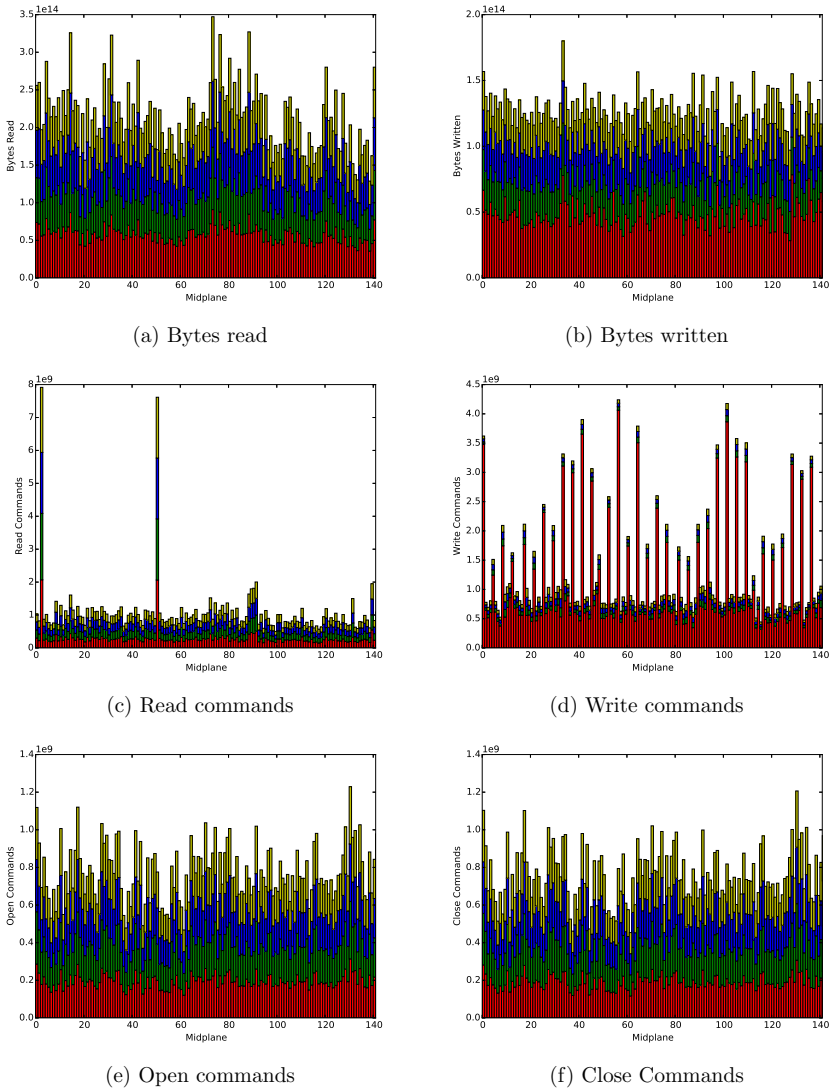 1e14
3.5
3.0
2.5
2.0
1.5
1.0
0.5
0.0
Bytes Read
0 20 40 60 80 100 120 140
Midplane
(a) Bytes read
1e14
2.0
1.5
1.0
0.5
0.0
Bytes Written
0 20 40 60 80 100 120 140
Midplane
(b) Bytes written
1e9
8
7
6
5
4
3
2
1
0
Read Commands
0 20 40 60 80 100 120 140
Midplane
(c) Read commands
1e9
4.5
4.0
3.5
3.0
2.5
2.0
1.5
1.0
0.5
0.0
Write Commands
0 20 40 60 80 100 120 140
Midplane
(d) Write commands
1e9
1.4
1.2
1.0
0.8
0.6
0.4
0.2
0.0
Open Commands
0 20 40 60 80 100 120 140
Midplane
(e) Open commands
1e9
1.4
1.2
1.0
0.8
0.6
0.4
0.2
0.0
Close Commands
0 20 40 60 80 100 120 140
Midplane
(f) Close Commands